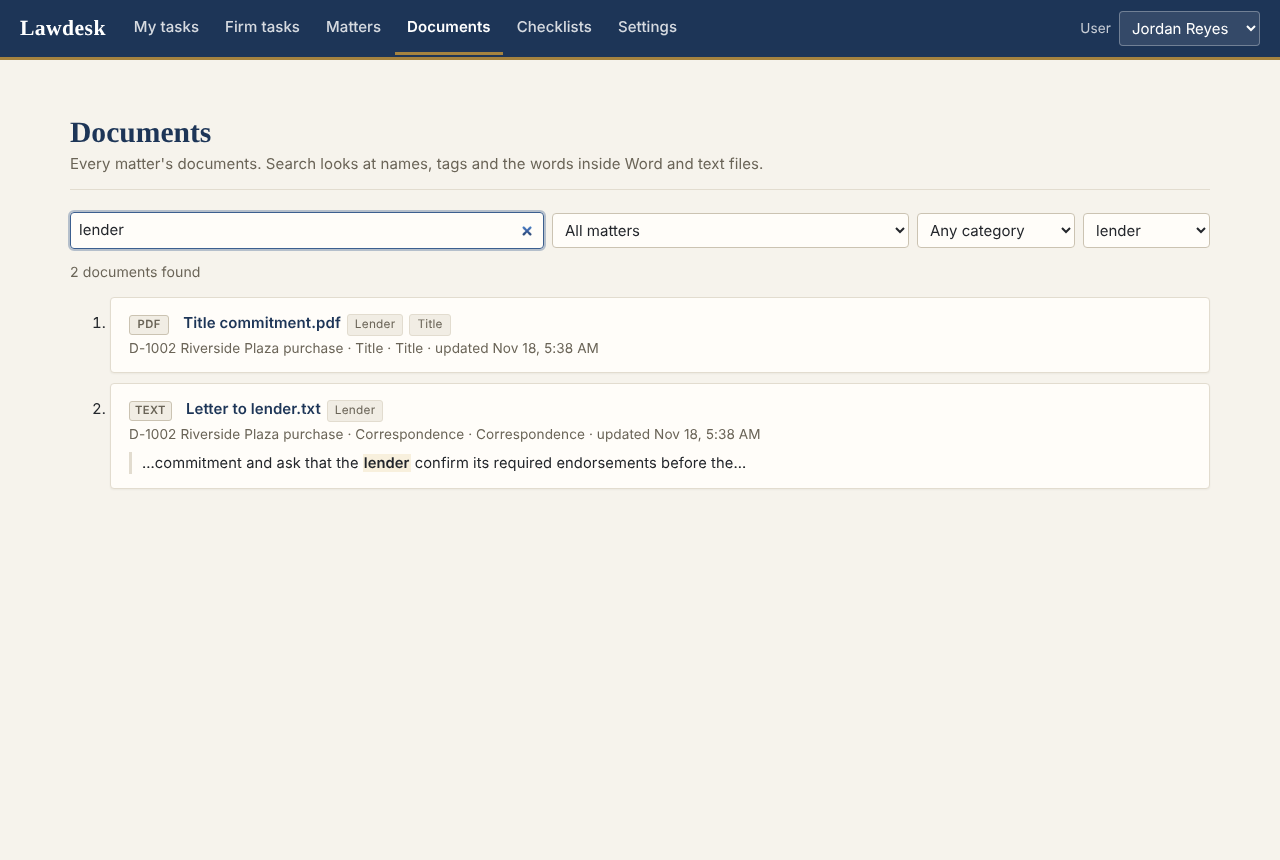 Lawdesk My tasks Firm tasks Matters Documents Checklists Settings User Jordan Reyes
Documents
Every matter's documents. Search looks at names, tags and the words inside Word and text files.
lender × All matters Any category lender
2 documents found
1. PDF Title commitment.pdf Lender Title
D-1002 Riverside Plaza purchase · Title · Title · updated Nov 18, 5:38 AM
2. TEXT Letter to lender.txt Lender
D-1002 Riverside Plaza purchase · Correspondence · Correspondence · updated Nov 18, 5:38 AM
…commitment and ask that the lender confirm its required endorsements before the…